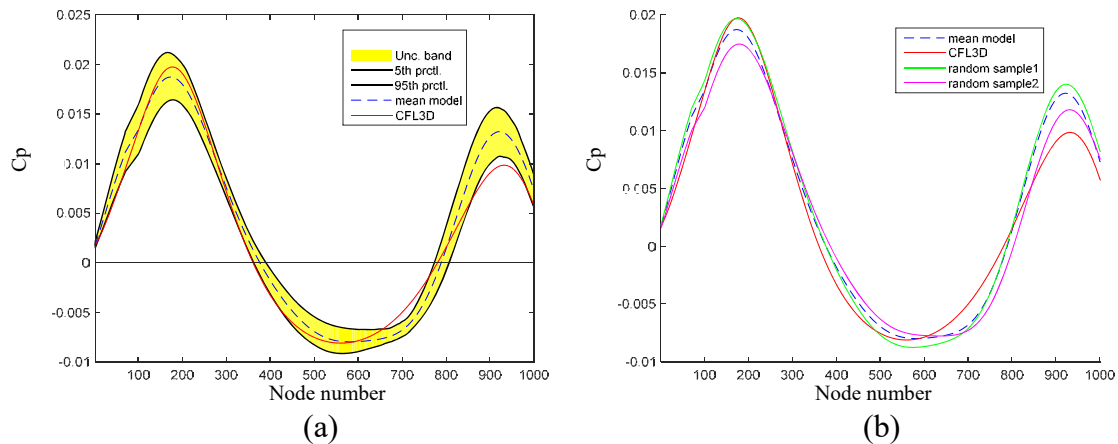 0.025
0.02
0.015
0.01
0.005
0
-0.005
-0.01
Cp
Unc. band
5th prctl.
95th prctl.
mean model
CFL3D
100 200 300 400 500 600 700 800 900 1000
Node number
(a)
0.02
0.015
0.01
0.005
0
-0.005
-0.01
Cp
mean model
CFL3D
random sample1
random sample2
100 200 300 400 500 600 700 800 900 1000
Node number
(b)